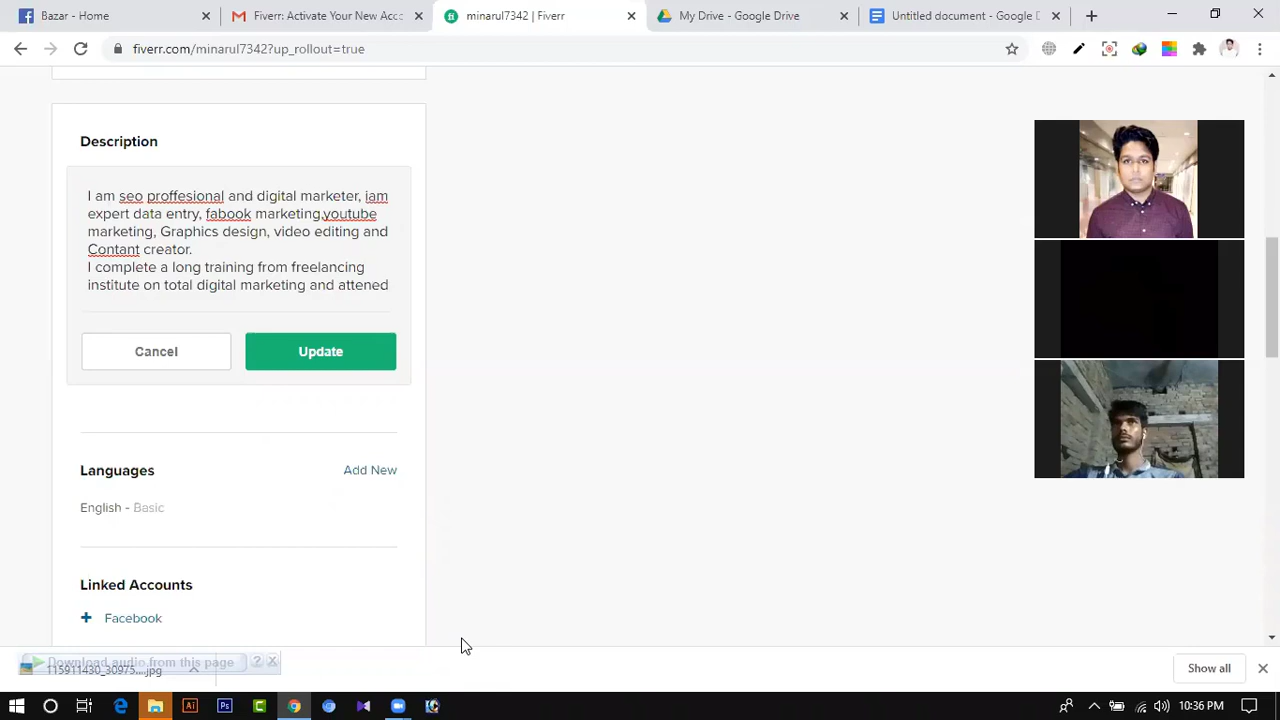 Bazar - Home
Fiverr: Activate Your New Acc
minarul7342 | Fiverr
My Drive - Google Drive
Untitled document - Google D
fiverr.com/minarul7342?up_rollout=true
Description
I am seo proffesional and digital marketer, iam
expert data entry, fabook marketing,youtube
marketing, Graphics design, video editing and
Contant creator.
I complete a long training from freelancing
institute on total digital marketing and attened
Cancel
Update
Languages
Add New
English - Basic
Linked Accounts
+ Facebook
Download audio from this page
?
115911430_30975....jpg
Show all
10:36 PM